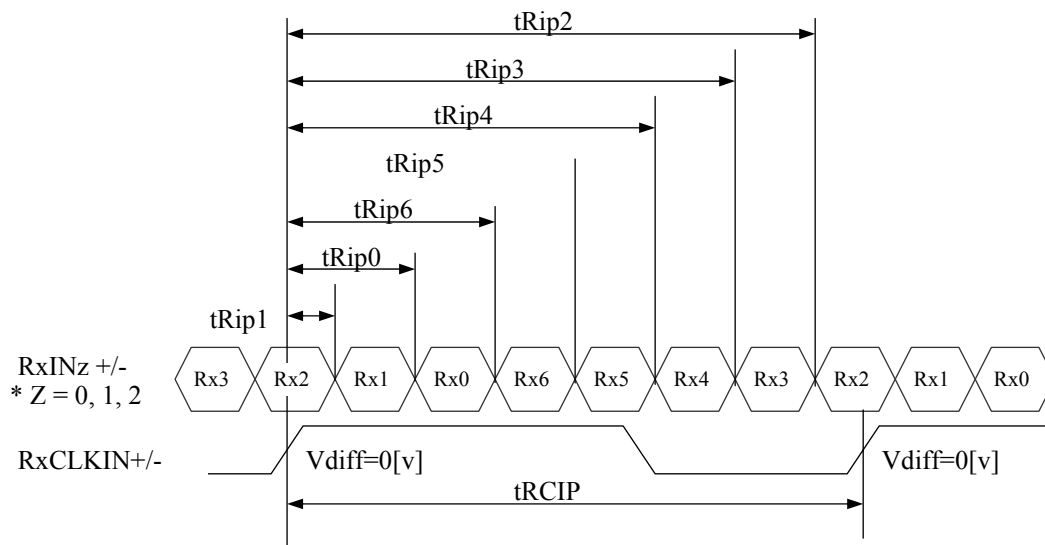 tRip2
tRip3
tRip4
tRip5
tRip6
tRip0
tRip1
RxINz +/-
* Z = 0, 1, 2
Rx3 Rx2 Rx1 Rx0 Rx6 Rx5 Rx4 Rx3 Rx2 Rx1 Rx0
RxCLKIN+/-
Vdiff=0[v] Vdiff=0[v]
tRCIP